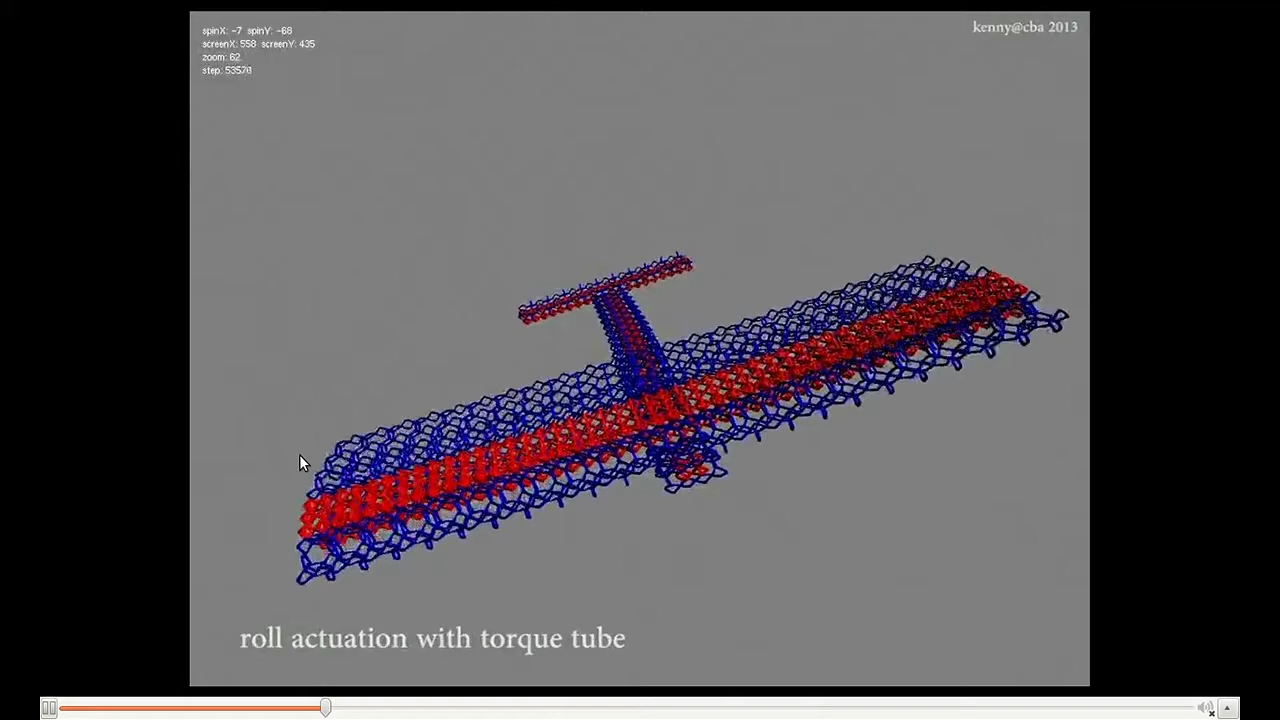 spinX: -7 spinY: -68
screenX: 558 screenY: 435
zoom: 62
step: 53570
kenny@cba 2013
roll actuation with torque tube